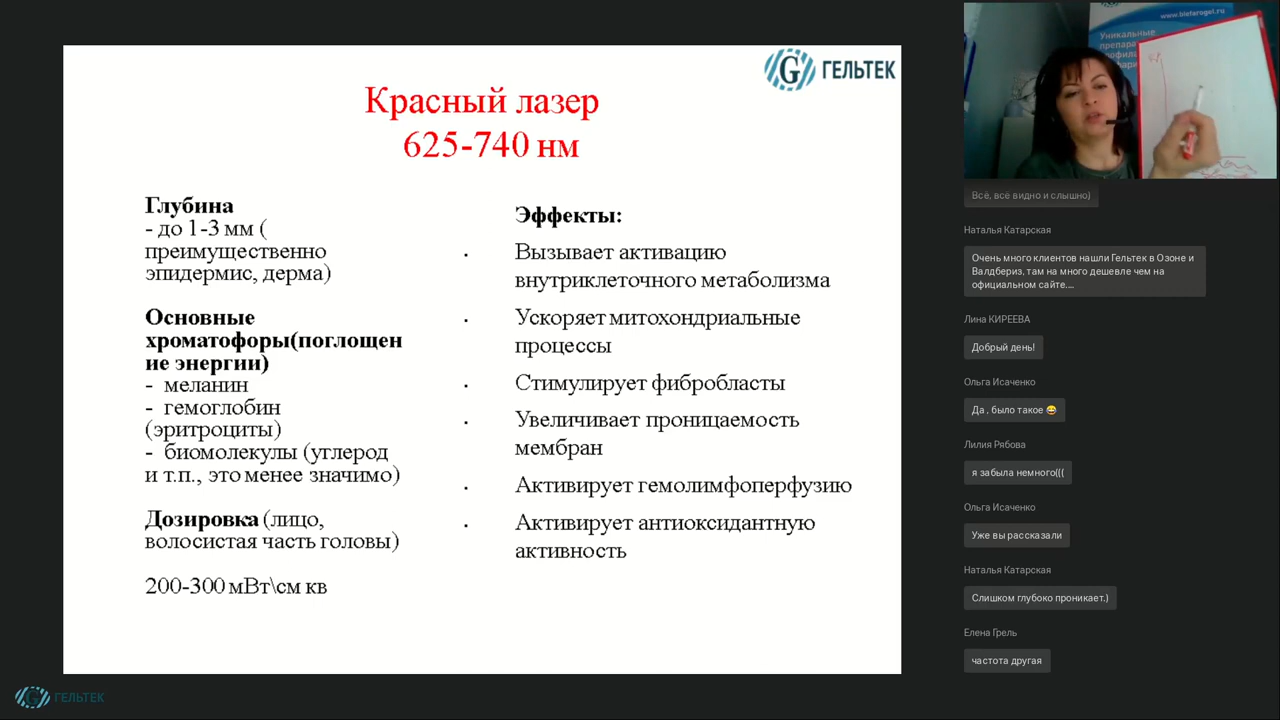 ГЕЛЬТЕК
Красный лазер
625-740 нм
Глубина
- до 1-3 мм (
преимущественно
эпидермис, дерма)
Основные
хроматофоры(поглощен
ие энергии)
- меланин
- гемоглобин
(эритроциты)
- биомолекулы (углерод
и т.п., это менее значимо)
Дозировка (лицо,
волосистая часть головы)
200-300 мВт\см кв
Эффекты:
· Вызывает активацию
внутриклеточного метаболизма
· Ускоряет митохондриальные
процессы
· Стимулирует фибробласты
· Увеличивает проницаемость
мембран
· Активирует гемолимфоперфузию
· Активирует антиоксидантную
активность
www.bietarogel.ru
Уникальные
Всё, всё видно и слышно)
Наталья Катарская
Очень много клиентов нашли Гельтек в Озоне и
Валдбериз, там на много дешевле чем на
официальном сайте....
Лина КИРЕЕВА
Добрый день!
Ольга Исаченко
Да , было такое 😅
Лилия Рябова
я забыла немного(((
Ольга Исаченко
Уже вы рассказали
Наталья Катарская
Слишком глубоко проникает.)
Елена Грель
частота другая
ГЕЛЬТЕК